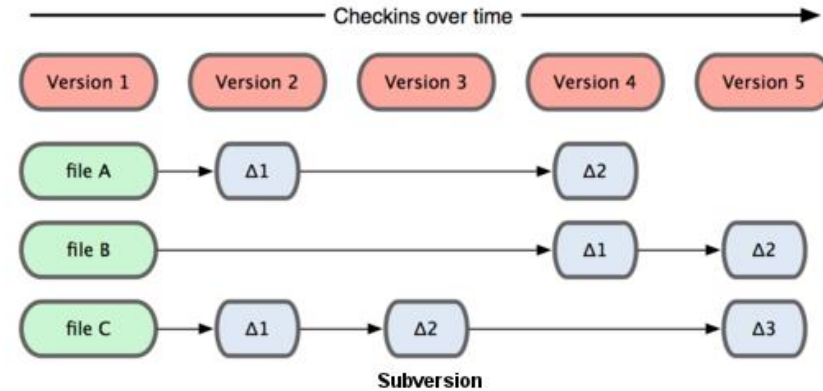 Checkins over time
Version 1 Version 2 Version 3 Version 4 Version 5
file A Δ1 Δ2
file B Δ1 Δ2
file C Δ1 Δ2 Δ3
Subversion